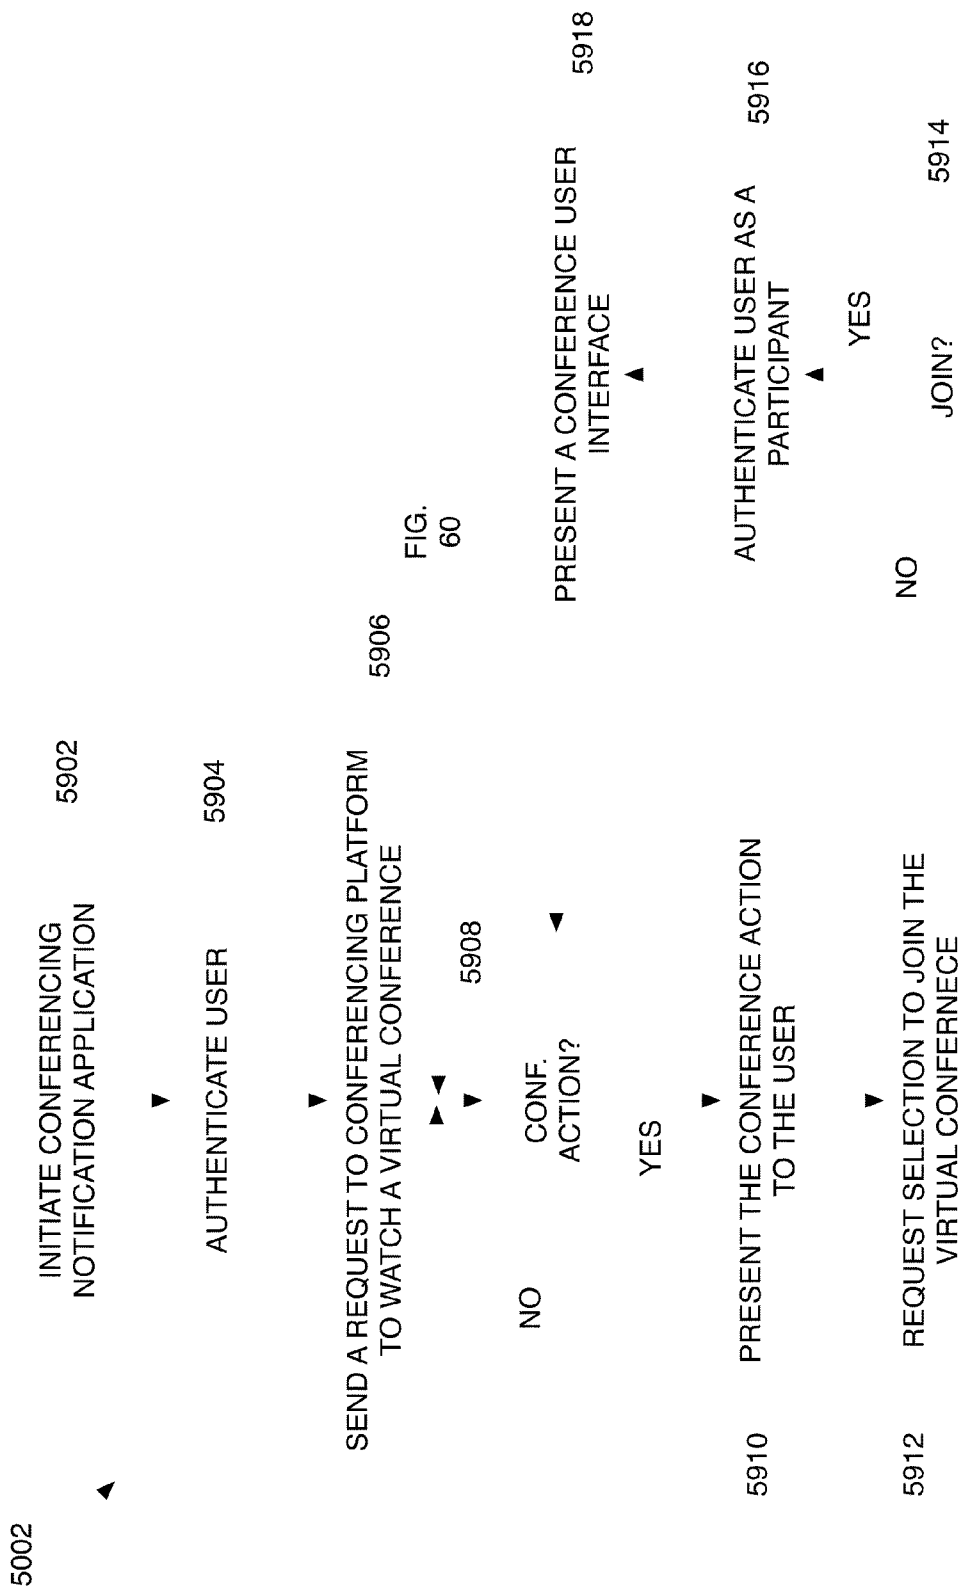 5002
INITIATE CONFERENCING
NOTIFICATION APPLICATION
5902
AUTHENTICATE USER
5904
SEND A REQUEST TO CONFERENCING PLATFORM
TO WATCH A VIRTUAL CONFERENCE
5906
5908
CONF.
ACTION?
NO
YES
5910
PRESENT THE CONFERENCE ACTION
TO THE USER
5912
REQUEST SELECTION TO JOIN THE
VIRTUAL CONFERNECE
JOIN?
5914
NO
YES
AUTHENTICATE USER AS A
PARTICIPANT
5916
PRESENT A CONFERENCE USER
INTERFACE
5918
FIG.
60